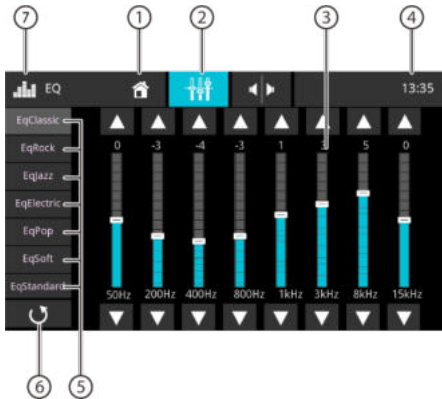 7 1 2 3 4
EQ 13:35
EqClassic
EqRock
EqJazz
EqElectric
EqPop
EqSoft
EqStandard
0 -3 -4 -3 1 3 5 0
50Hz 200Hz 400Hz 800Hz 1kHz 3kHz 8kHz 15kHz
6 5